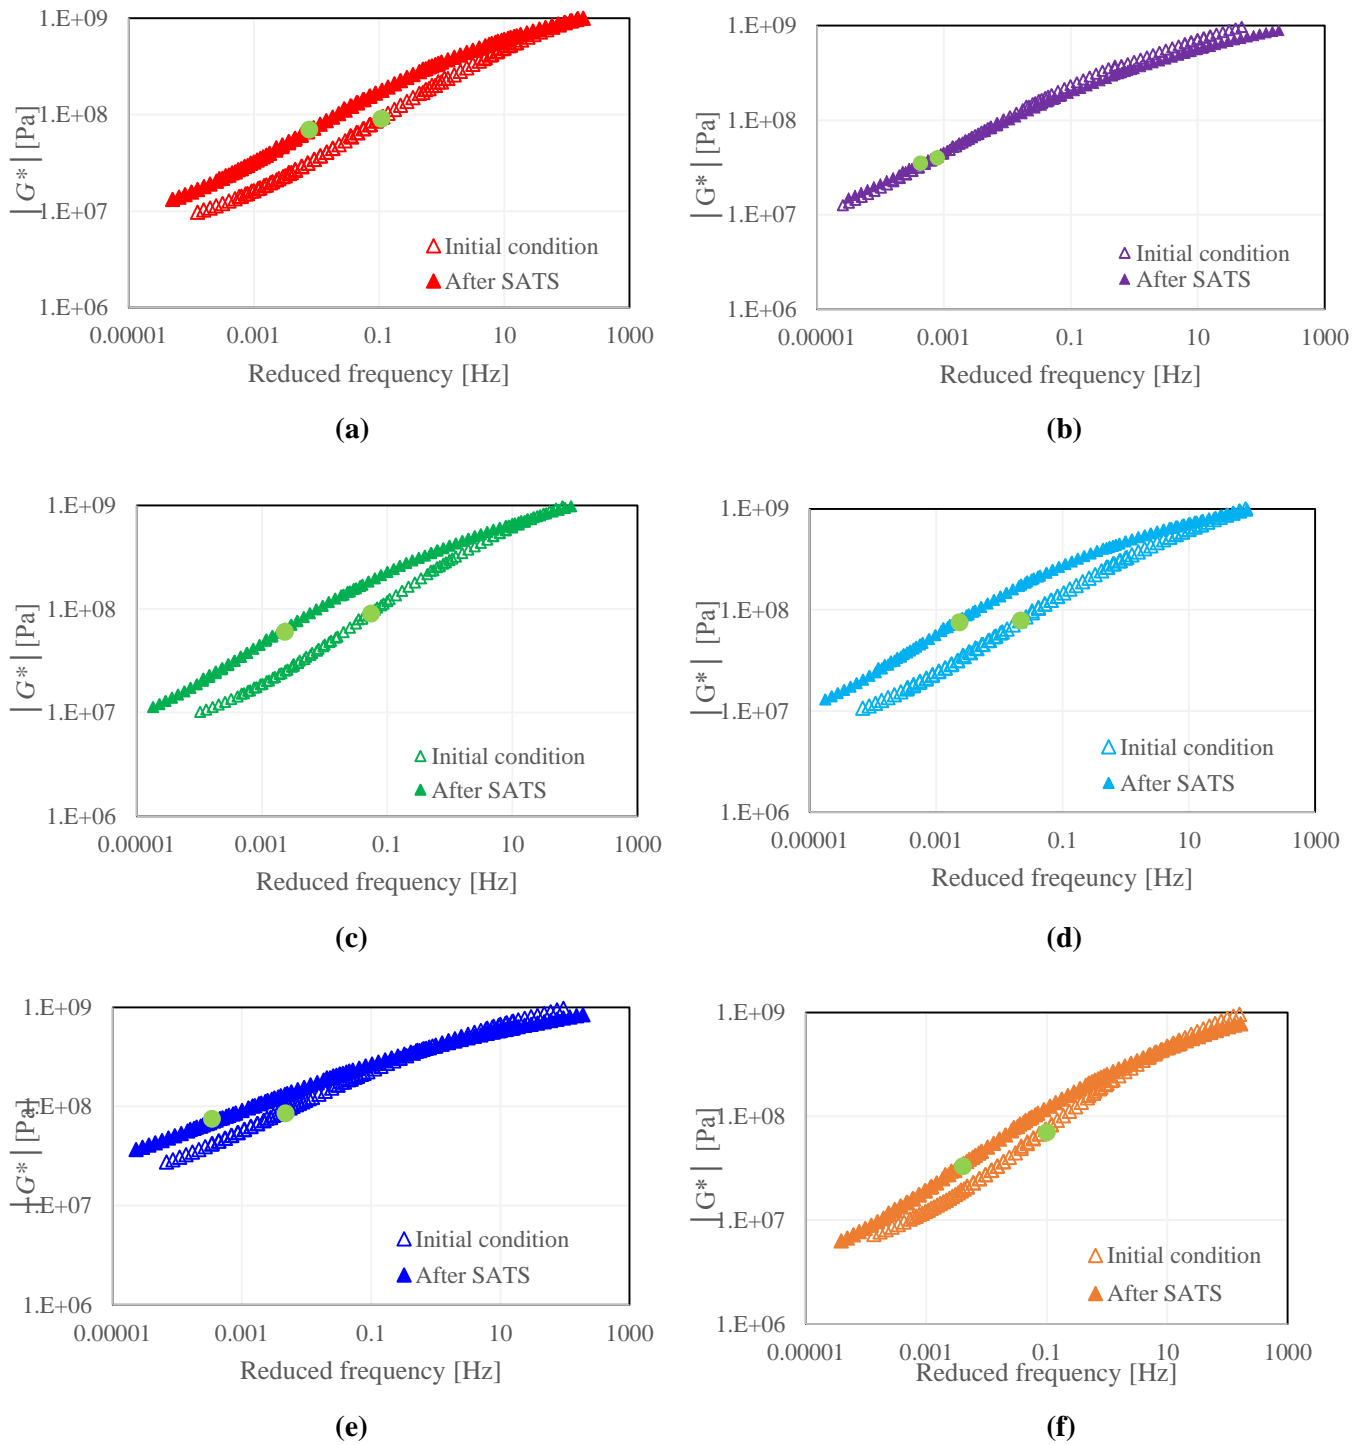 1.E+09
1.E+08
1.E+07
1.E+06
|G*| [Pa]
0.00001 0.001 0.1 10 1000
Reduced frequency [Hz]
Initial condition
After SATS
(a)
1.E+09
1.E+08
1.E+07
1.E+06
|G*| [Pa]
0.00001 0.001 0.1 10 1000
Reduced frequency [Hz]
Initial condition
After SATS
(b)
1.E+09
1.E+08
1.E+07
1.E+06
|G*| [Pa]
0.00001 0.001 0.1 10 1000
Reduced frequency [Hz]
Initial condition
After SATS
(c)
1.E+09
1.E+08
1.E+07
1.E+06
|G*| [Pa]
0.00001 0.001 0.1 10 1000
Reduced freqeuncy [Hz]
Initial condition
After SATS
(d)
1.E+09
1.E+08
1.E+07
1.E+06
|G*| [Pa]
0.00001 0.001 0.1 10 1000
Reduced frequency [Hz]
Initial condition
After SATS
(e)
1.E+09
1.E+08
1.E+07
1.E+06
|G*| [Pa]
0.00001 0.001 0.1 10 1000
Reduced frequency [Hz]
Initial condition
After SATS
(f)